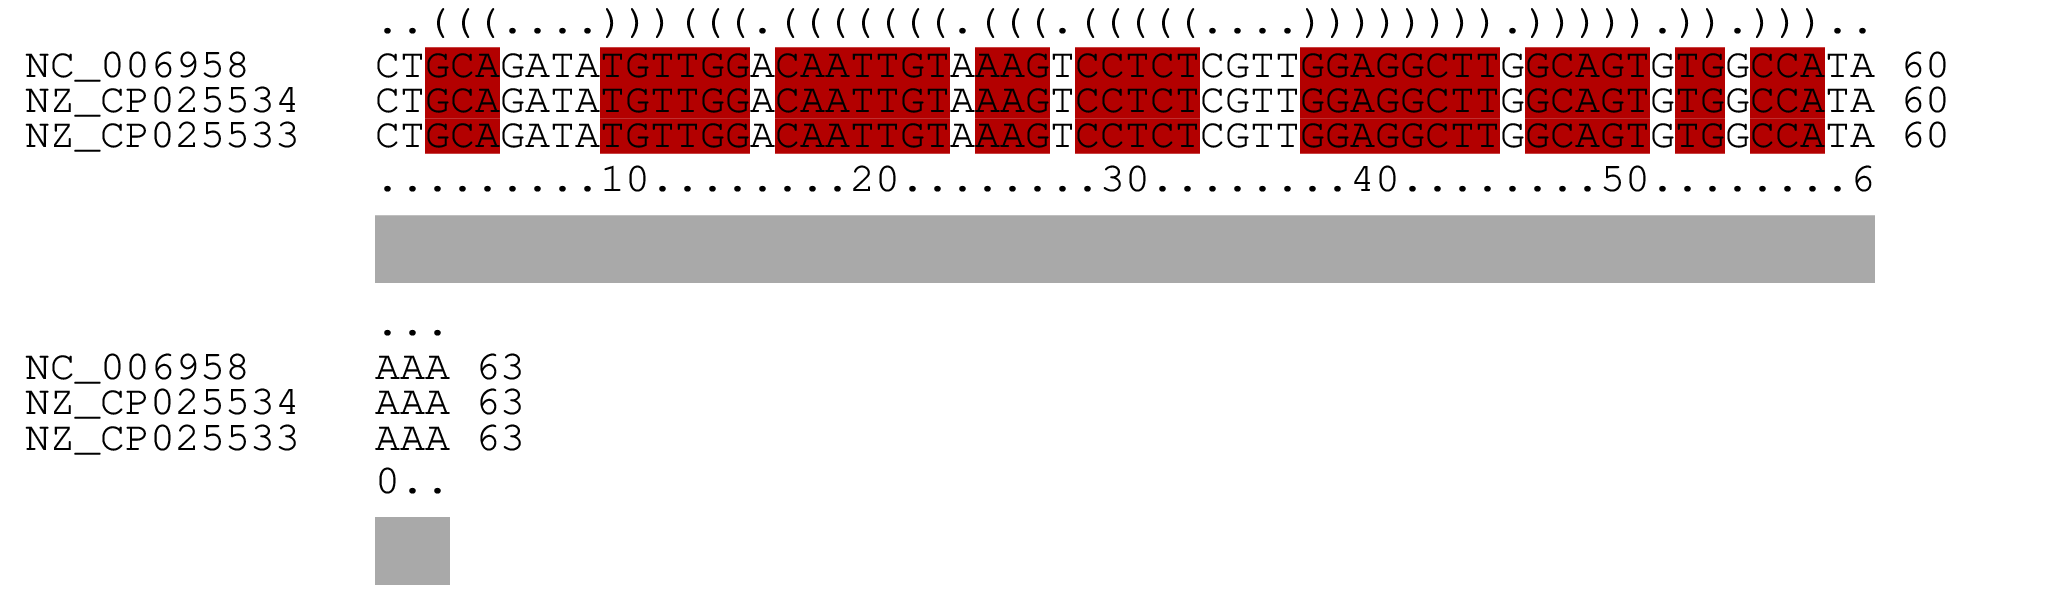 ..(((....)))(((.(((((((.(((.(((((....)))))))).))))).)).)))..
NC_006958 CTGCAGATATGTTGGACAATTGTAAAGTCCTCTCGTTGGAGGCTTGGCAGTGTGGCCATA 60
NZ_CP025534 CTGCAGATATGTTGGACAATTGTAAAGTCCTCTCGTTGGAGGCTTGGCAGTGTGGCCATA 60
NZ_CP025533 CTGCAGATATGTTGGACAATTGTAAAGTCCTCTCGTTGGAGGCTTGGCAGTGTGGCCATA 60
.........10........20........30........40........50........6
...
NC_006958 AAA 63
NZ_CP025534 AAA 63
NZ_CP025533 AAA 63
0..